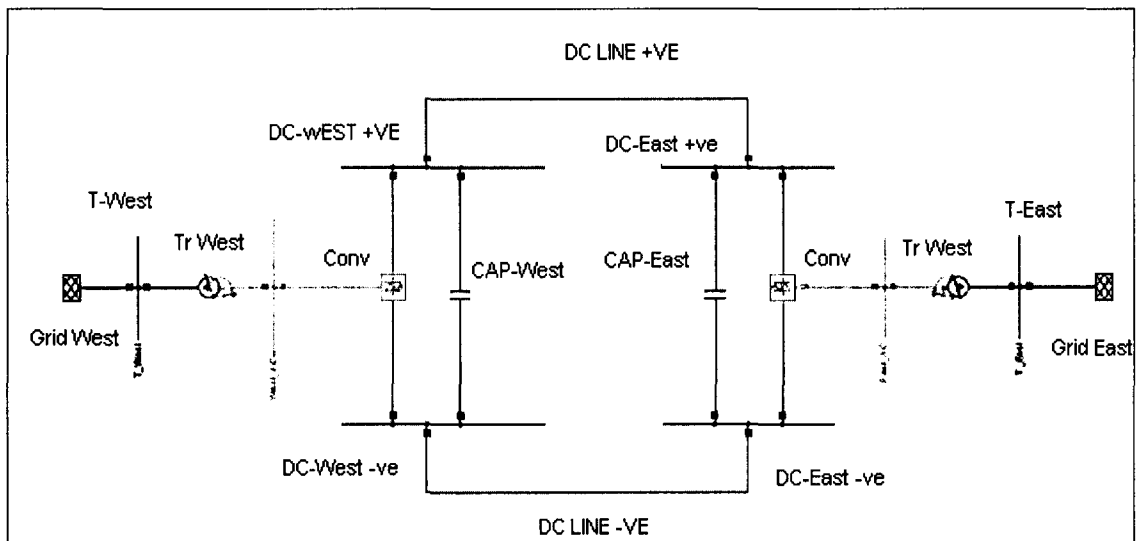 DC LINE +VE
DC-wEST +VE
DC-East +ve
T-West
T-East
Tr West
Conv
CAP-West
CAP-East
Conv
Tr West
Grid West
Grid East
DC-West -ve
DC-East -ve
DC LINE -VE